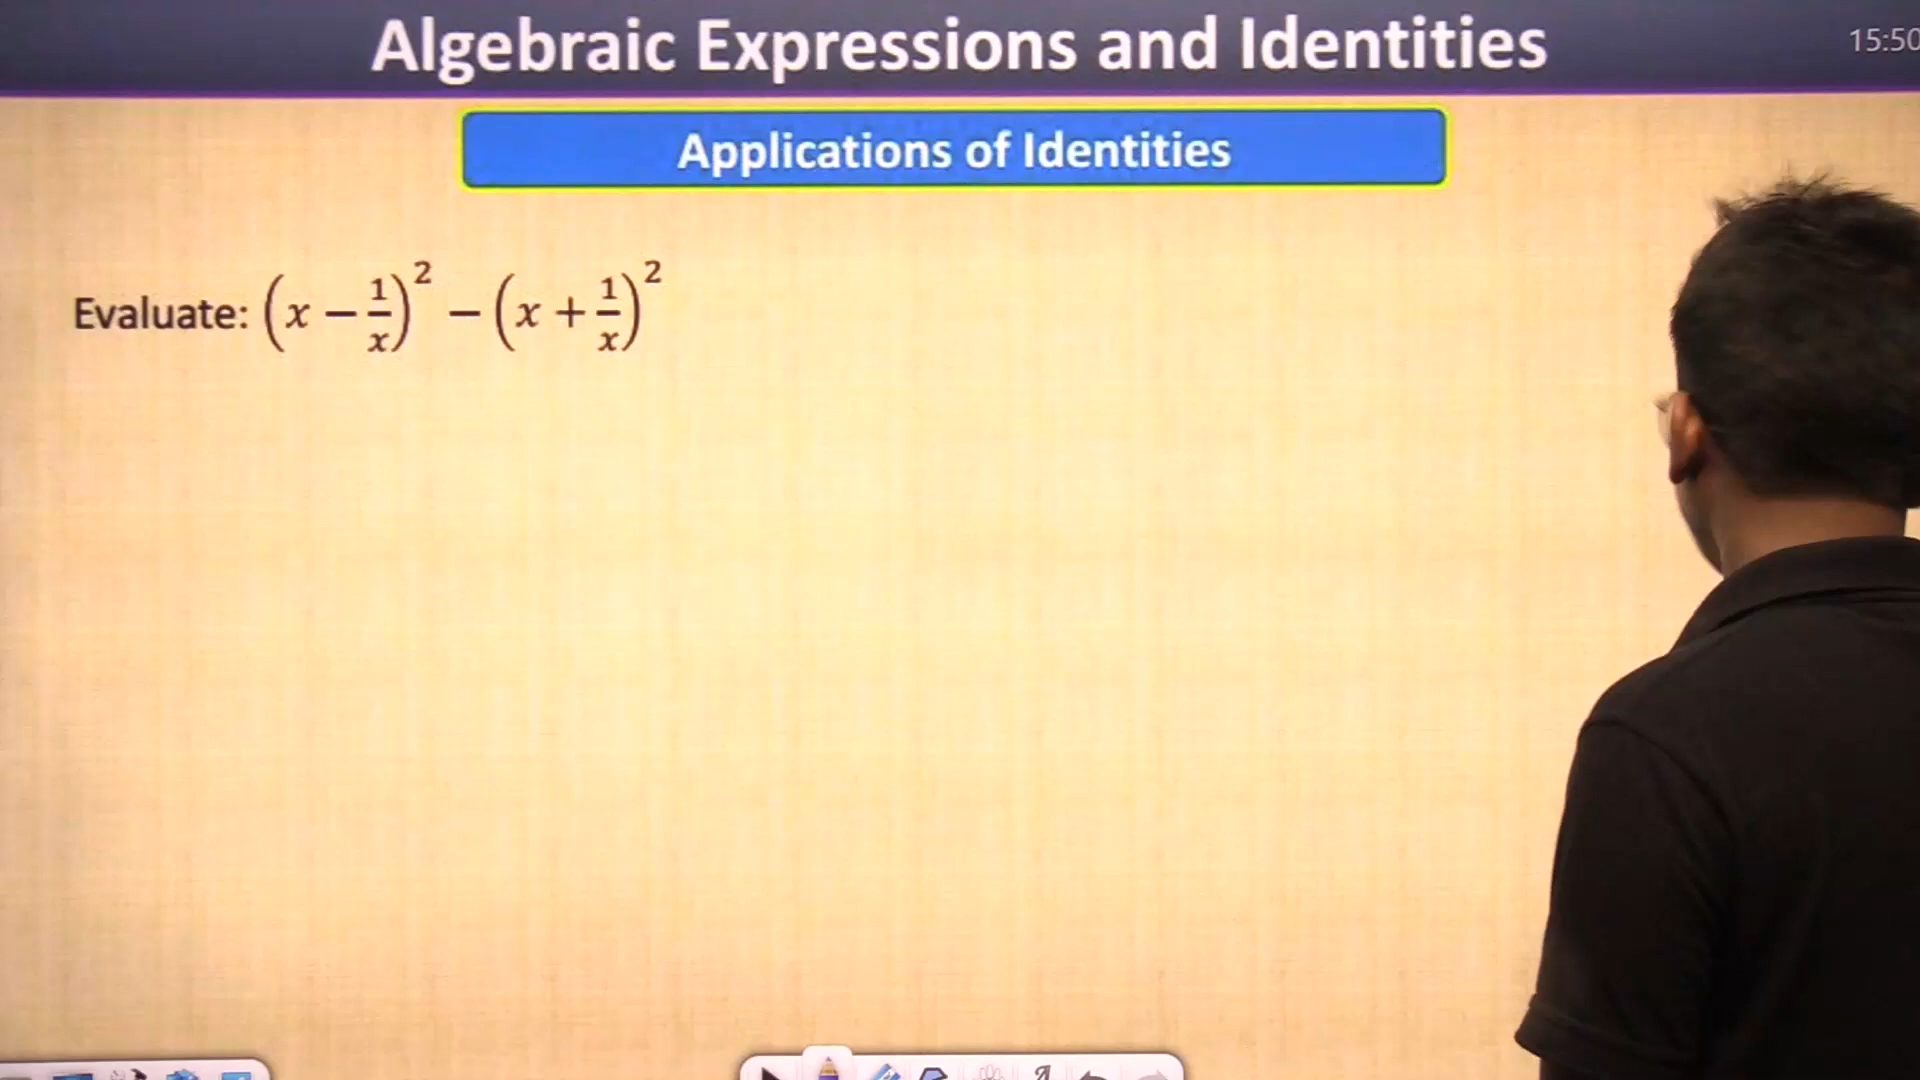 Algebraic Expressions and Identities
15:50
Applications of Identities
Evaluate: (x − 1/x)² − (x + 1/x)²